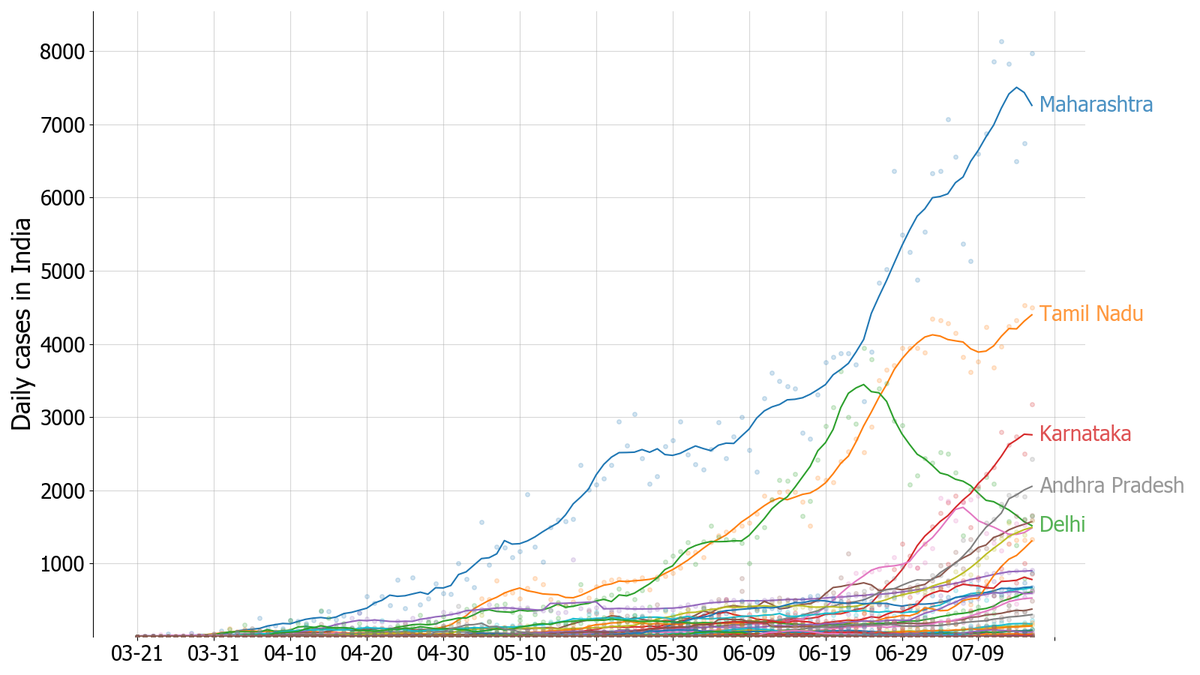 Daily cases in India
8000
7000
6000
5000
4000
3000
2000
1000
Maharashtra
Tamil Nadu
Karnataka
Andhra Pradesh
Delhi
03-21 03-31 04-10 04-20 04-30 05-10 05-20 05-30 06-09 06-19 06-29 07-09